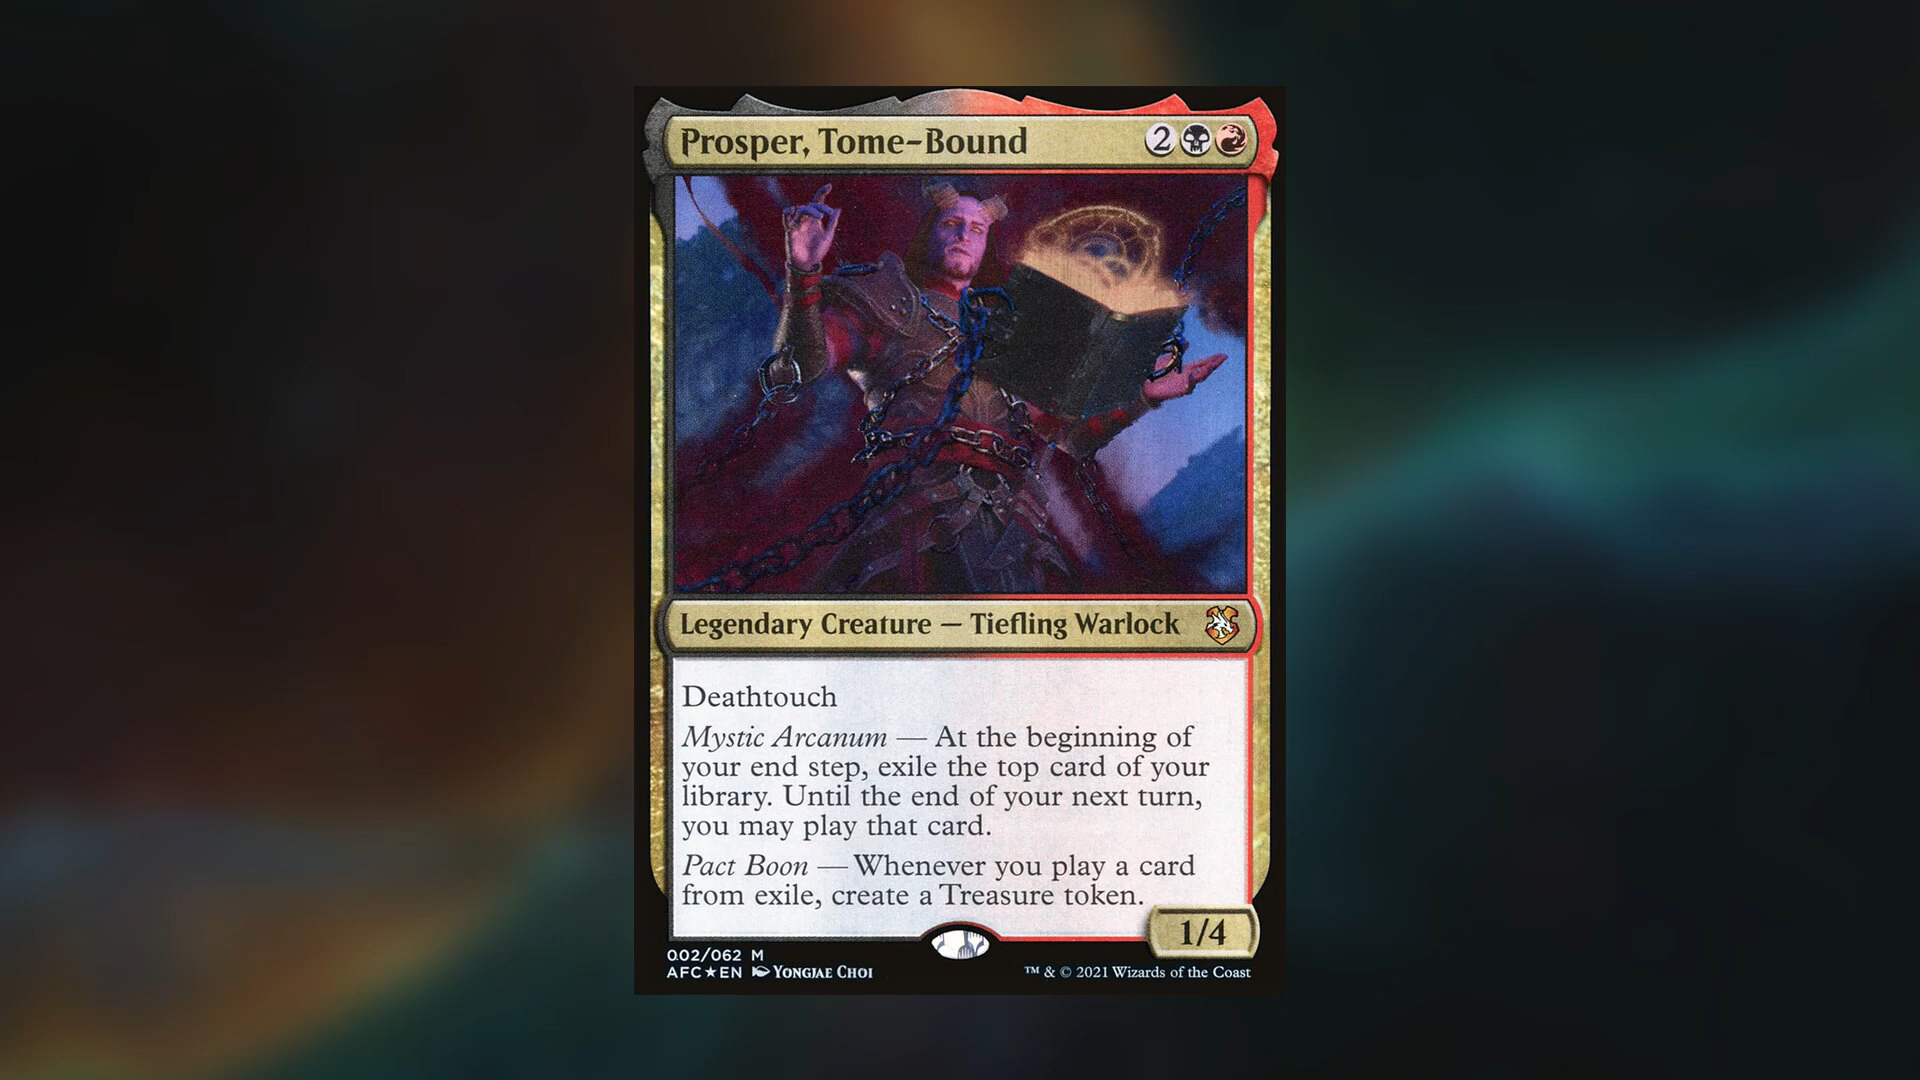 Prosper, Tome-Bound 2
Legendary Creature — Tiefling Warlock
Deathtouch
Mystic Arcanum — At the beginning of
your end step, exile the top card of your
library. Until the end of your next turn,
you may play that card.
Pact Boon — Whenever you play a card
from exile, create a Treasure token.
1/4
002/062 M
AFC★EN Yongjae Choi
™ & © 2021 Wizards of the Coast